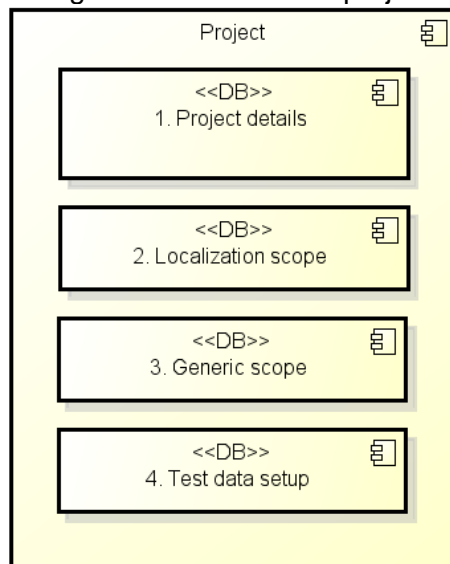 Project
<<DB>>
1. Project details
<<DB>>
2. Localization scope
<<DB>>
3. Generic scope
<<DB>>
4. Test data setup